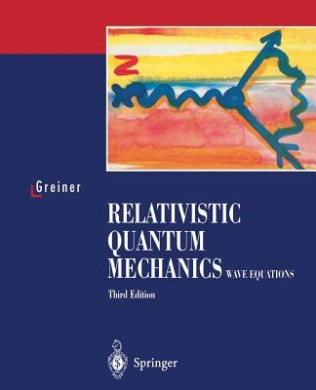 Z
Greiner
RELATIVISTIC
QUANTUM
MECHANICS WAVE EQUATIONS
Third Edition
Springer